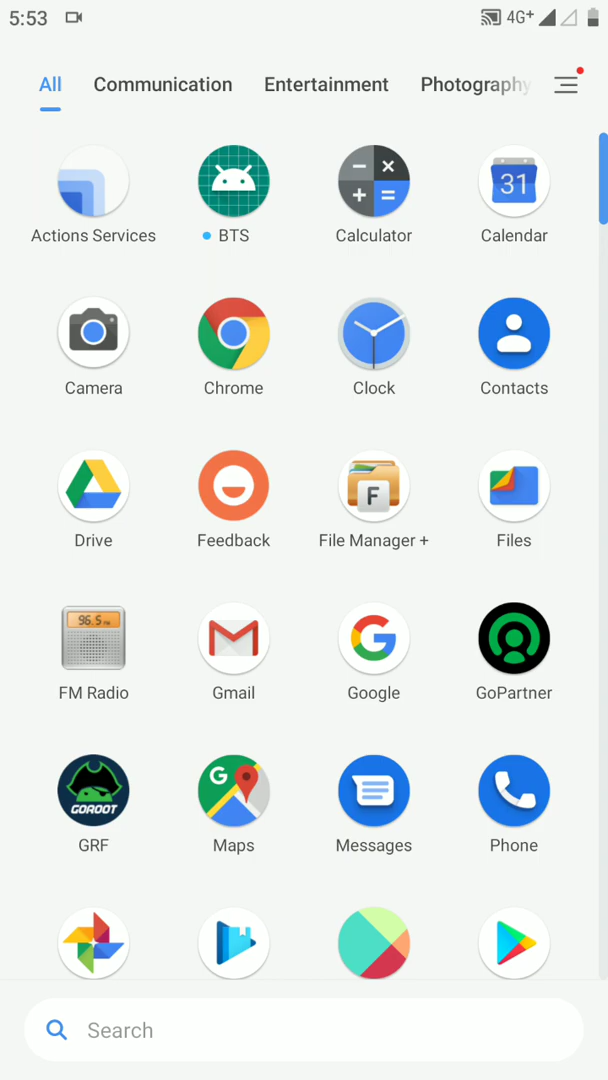 5:53 4G+
All Communication Entertainment Photography
31
Actions Services BTS Calculator Calendar
Camera Chrome Clock Contacts
F
Drive Feedback File Manager + Files
96.5
FM Radio Gmail Google GoPartner
GOROOT G
GRF Maps Messages Phone
Search